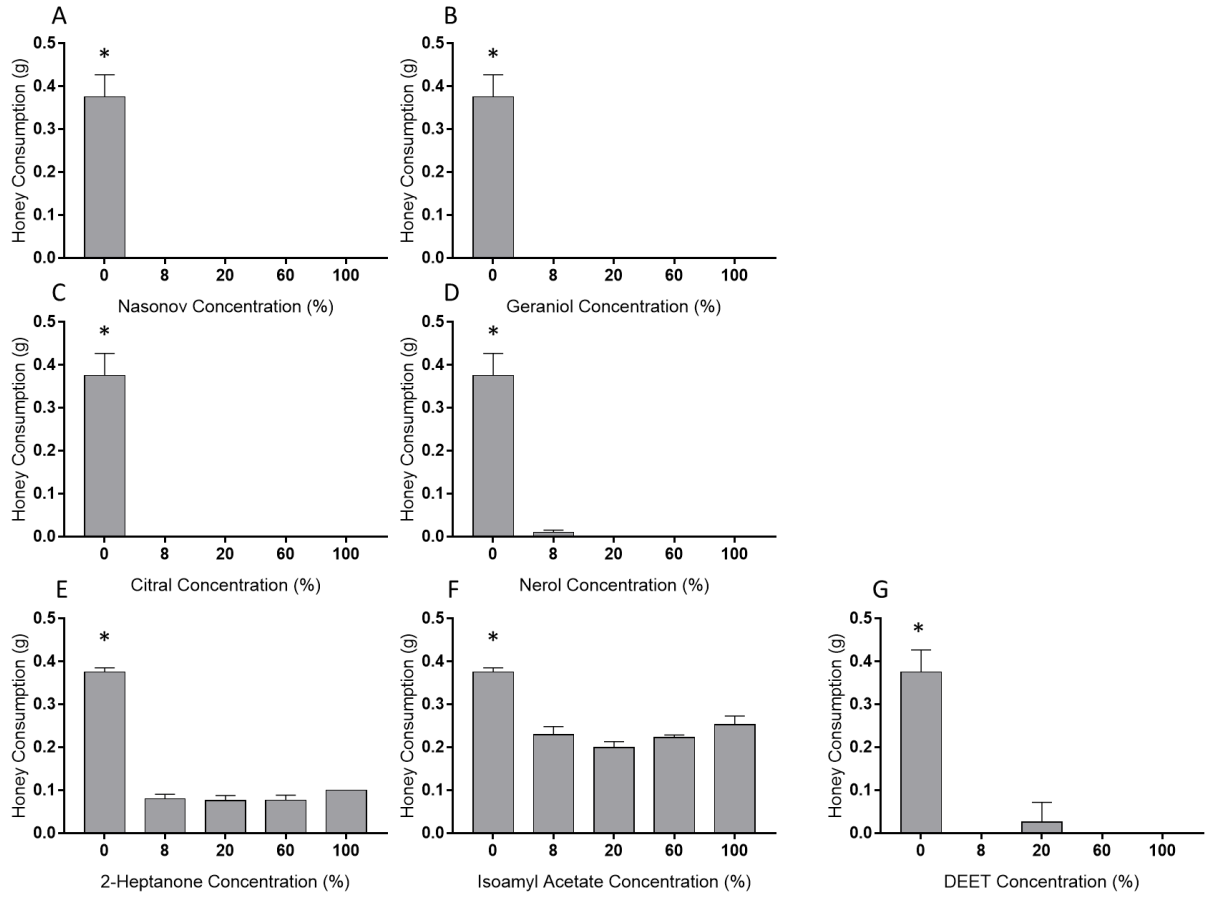 A
Honey Consumption (g)
0.5
0.4
0.3
0.2
0.1
0.0
*
0 8 20 60 100
Nasonov Concentration (%)
B
Honey Consumption (g)
0.5
0.4
0.3
0.2
0.1
0.0
*
0 8 20 60 100
Geraniol Concentration (%)
C
Honey Consumption (g)
0.5
0.4
0.3
0.2
0.1
0.0
*
0 8 20 60 100
Citral Concentration (%)
D
Honey Consumption (g)
0.5
0.4
0.3
0.2
0.1
0.0
*
0 8 20 60 100
Nerol Concentration (%)
E
Honey Consumption (g)
0.5
0.4
0.3
0.2
0.1
0.0
*
0 8 20 60 100
2-Heptanone Concentration (%)
F
Honey Consumption (g)
0.5
0.4
0.3
0.2
0.1
0.0
*
0 8 20 60 100
Isoamyl Acetate Concentration (%)
G
Honey Consumption (g)
0.5
0.4
0.3
0.2
0.1
0.0
*
0 8 20 60 100
DEET Concentration (%)